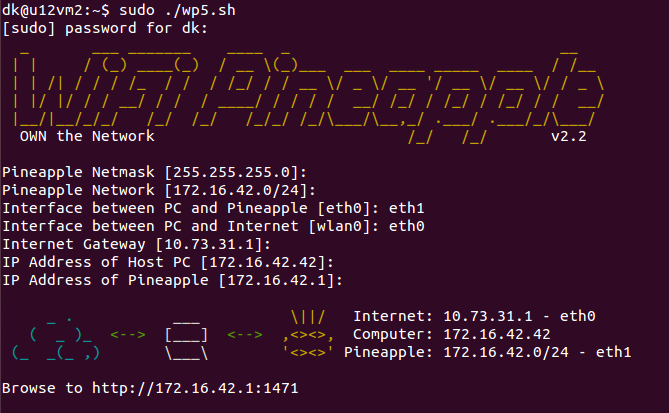 dk@u12vm2:~$ sudo ./wp5.sh
[sudo] password for dk:
WiFi Pineapple
OWN the Network v2.2
Pineapple Netmask [255.255.255.0]:
Pineapple Network [172.16.42.0/24]:
Interface between PC and Pineapple [eth0]: eth1
Interface between PC and Internet [wlan0]: eth0
Internet Gateway [10.73.31.1]:
IP Address of Host PC [172.16.42.42]:
IP Address of Pineapple [172.16.42.1]:
Internet: 10.73.31.1 - eth0
<--> <--> Computer: 172.16.42.42
Pineapple: 172.16.42.0/24 - eth1
Browse to http://172.16.42.1:1471